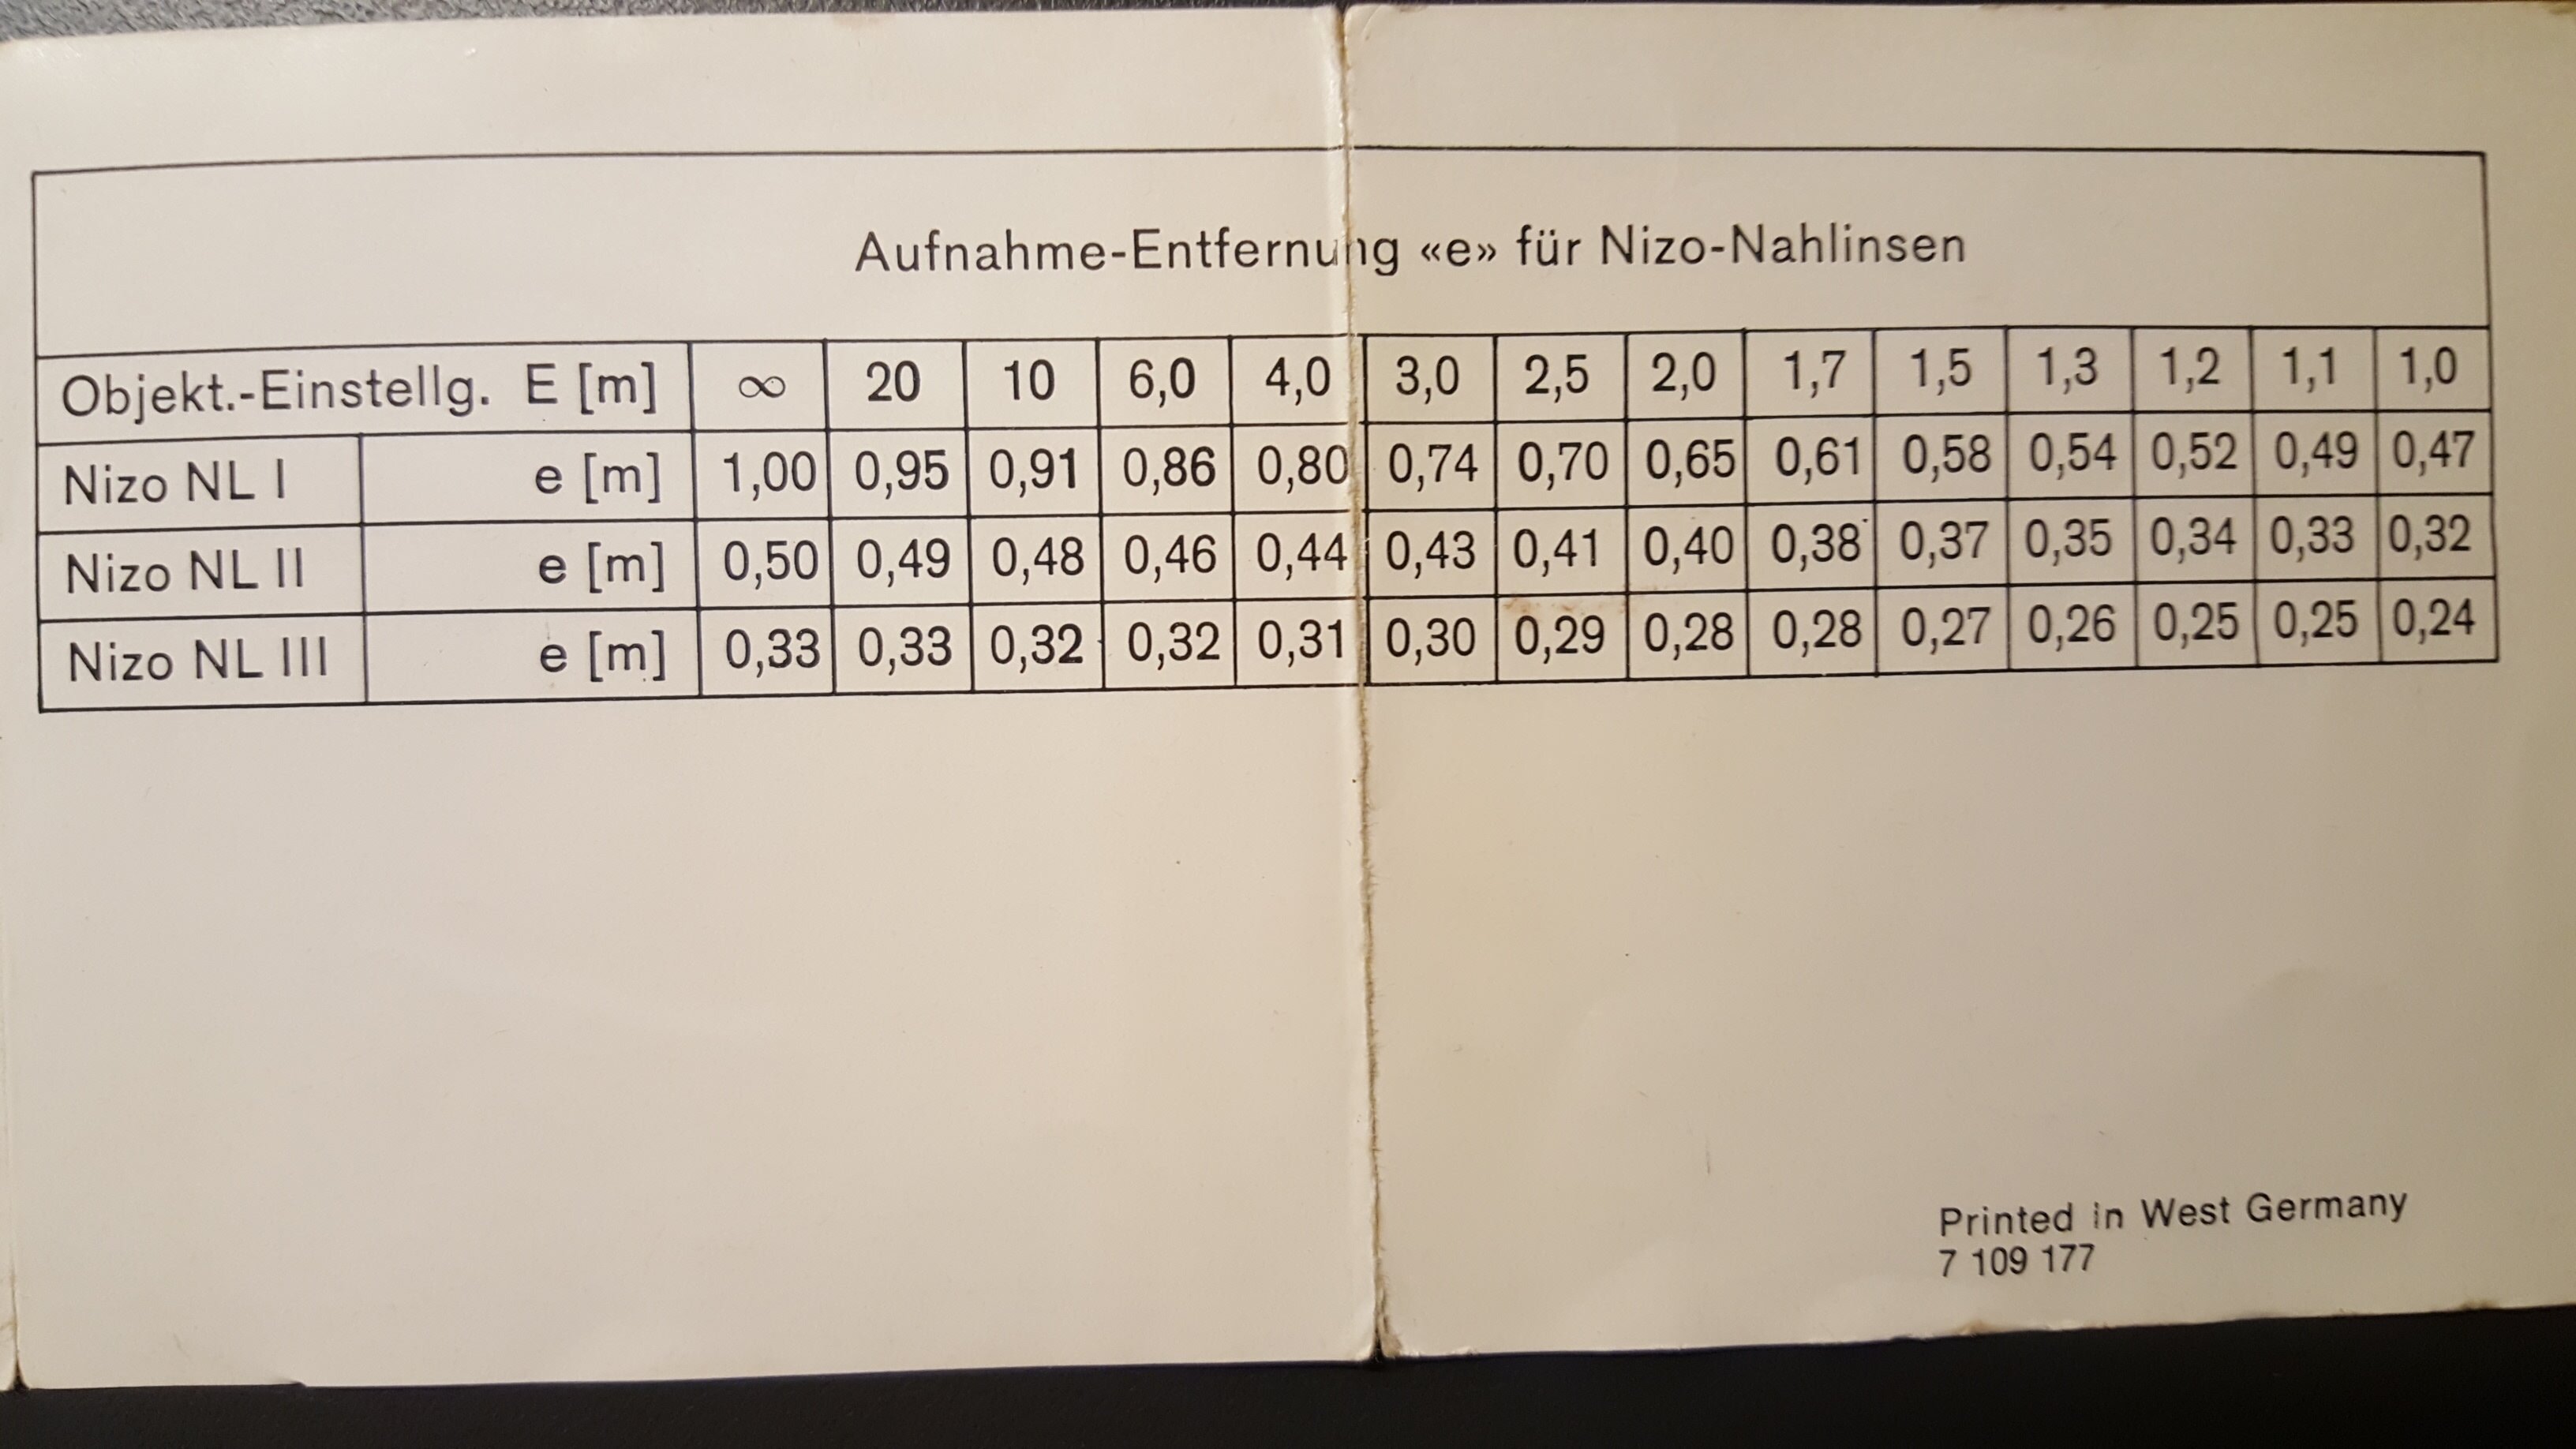 Aufnahme-Entfernung «e» für Nizo-Nahlinsen
Objekt.-Einstellg. E [m] ∞ 20 10 6,0 4,0 3,0 2,5 2,0 1,7 1,5 1,3 1,2 1,1 1,0
Nizo NL I e [m] 1,00 0,95 0,91 0,86 0,80 0,74 0,70 0,65 0,61 0,58 0,54 0,52 0,49 0,47
Nizo NL II e [m] 0,50 0,49 0,48 0,46 0,44 0,43 0,41 0,40 0,38 0,37 0,35 0,34 0,33 0,32
Nizo NL III e [m] 0,33 0,33 0,32 0,32 0,31 0,30 0,29 0,28 0,28 0,27 0,26 0,25 0,25 0,24
Printed in West Germany
7 109 177